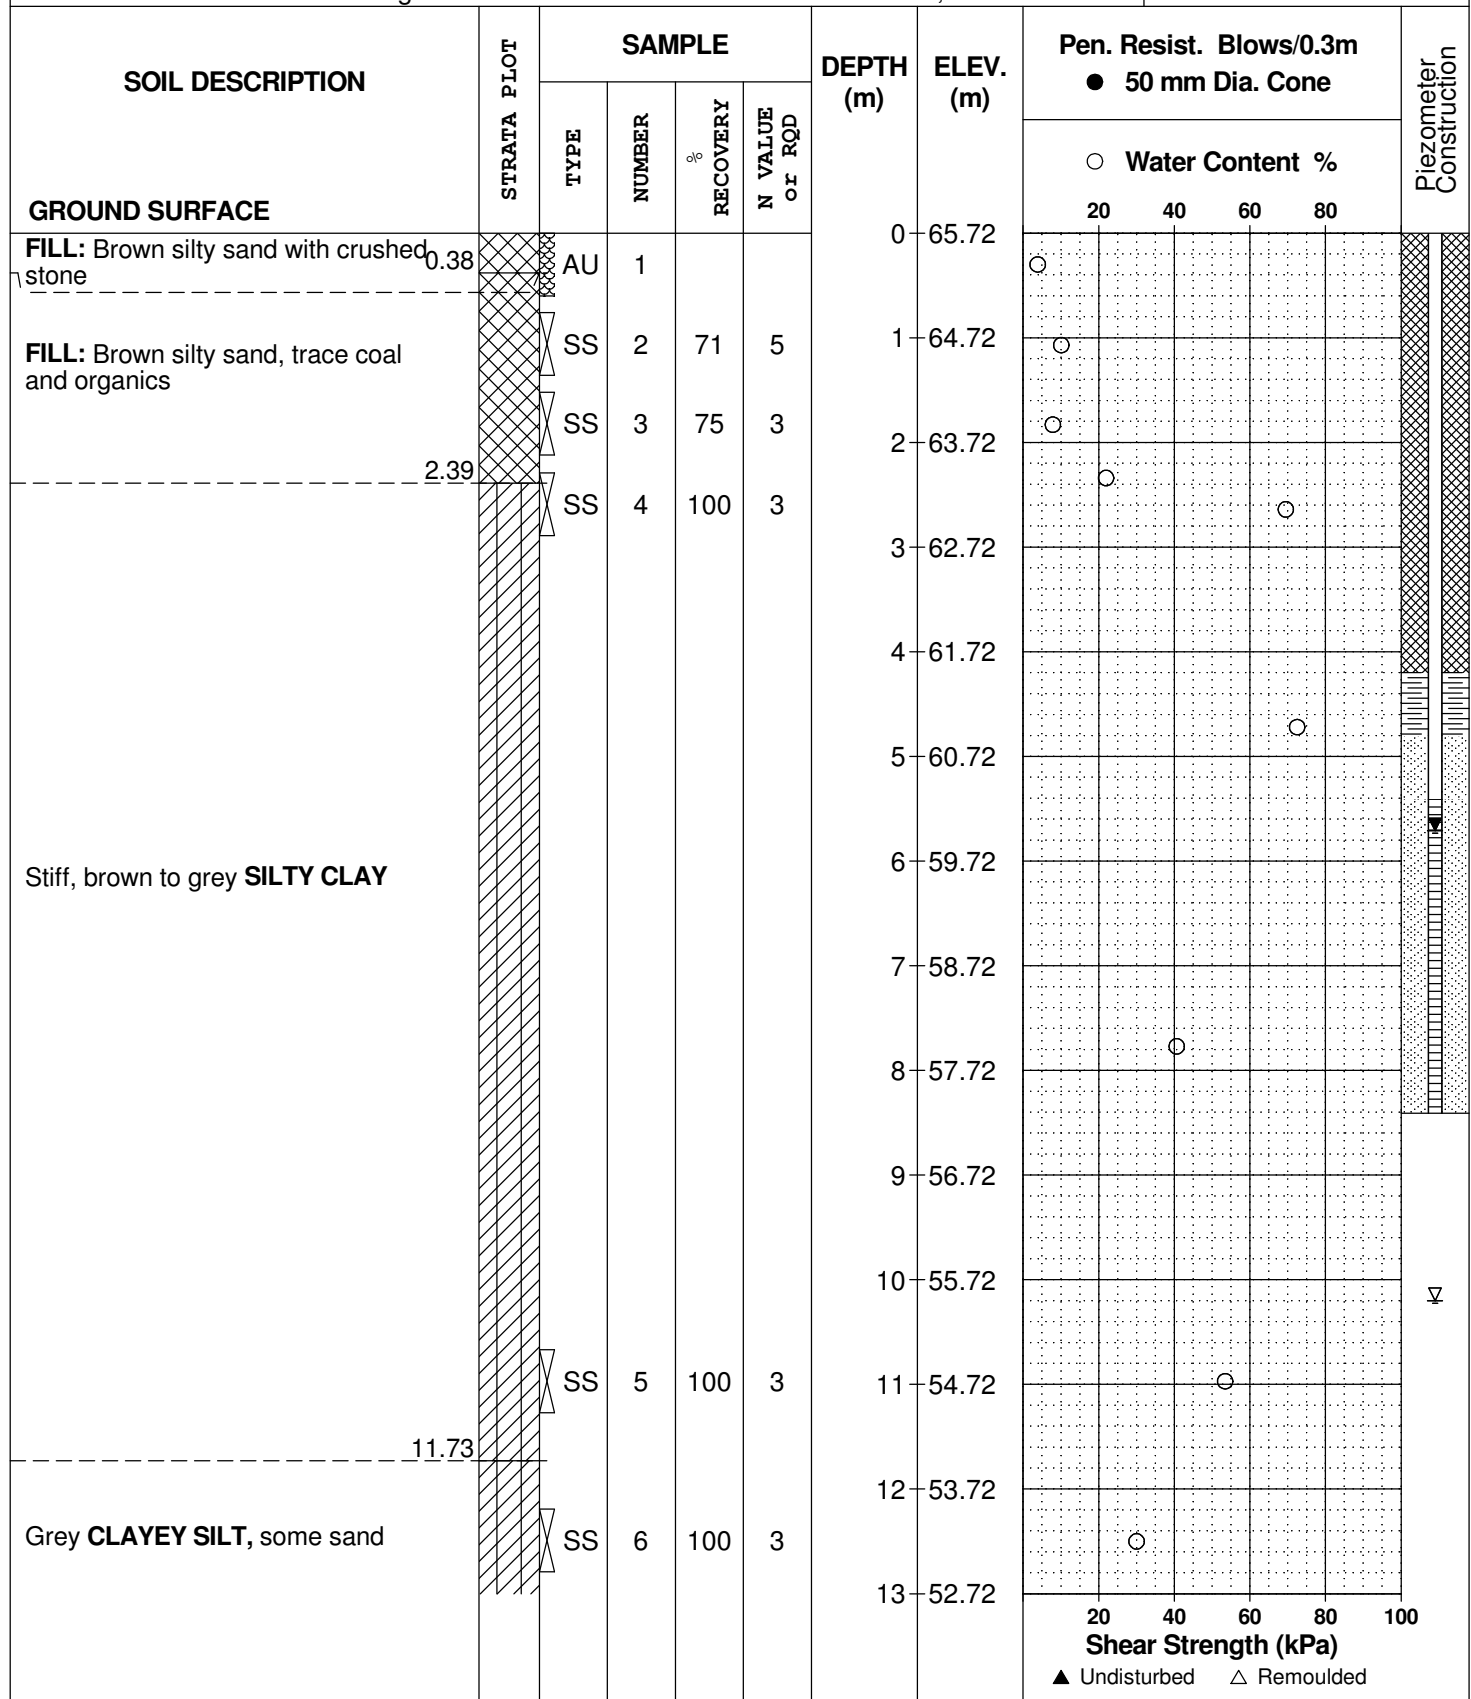 SOIL DESCRIPTION
GROUND SURFACE
STRATA PLOT
SAMPLE
TYPE
NUMBER
%
RECOVERY
N VALUE
or RQD
DEPTH
(m)
ELEV.
(m)
Pen. Resist. Blows/0.3m
● 50 mm Dia. Cone
○ Water Content %
20 40 60 80
Piezometer
Construction
0 65.72
FILL: Brown silty sand with crushed 0.38
stone
AU 1
1 64.72
FILL: Brown silty sand, trace coal
and organics
SS 2 71 5
SS 3 75 3
2 63.72
2.39
SS 4 100 3
3 62.72
4 61.72
5 60.72
6 59.72
Stiff, brown to grey SILTY CLAY
7 58.72
8 57.72
9 56.72
10 55.72
SS 5 100 3
11 54.72
11.73
12 53.72
Grey CLAYEY SILT, some sand
SS 6 100 3
13 52.72
20 40 60 80 100
Shear Strength (kPa)
▲ Undisturbed △ Remoulded